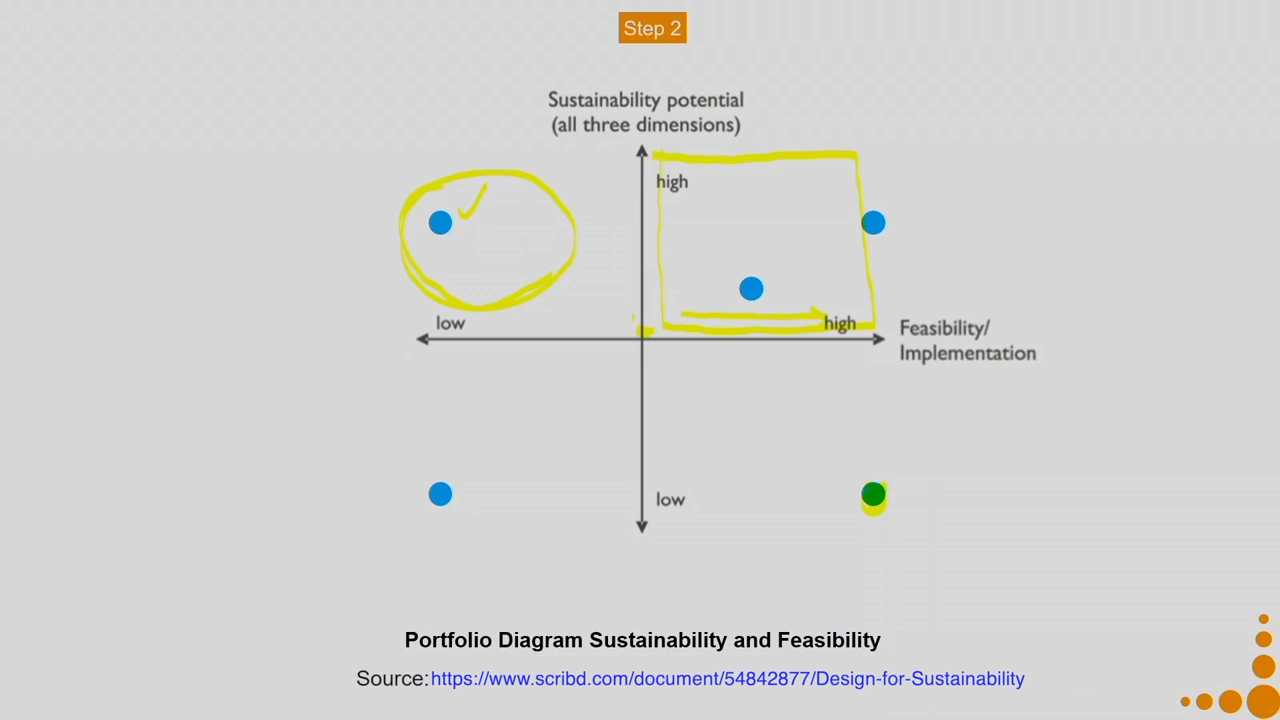 Step 2
Sustainability potential
(all three dimensions)
high
low
high
Feasibility/
Implementation
low
Portfolio Diagram Sustainability and Feasibility
Source:https://www.scribd.com/document/54842877/Design-for-Sustainability